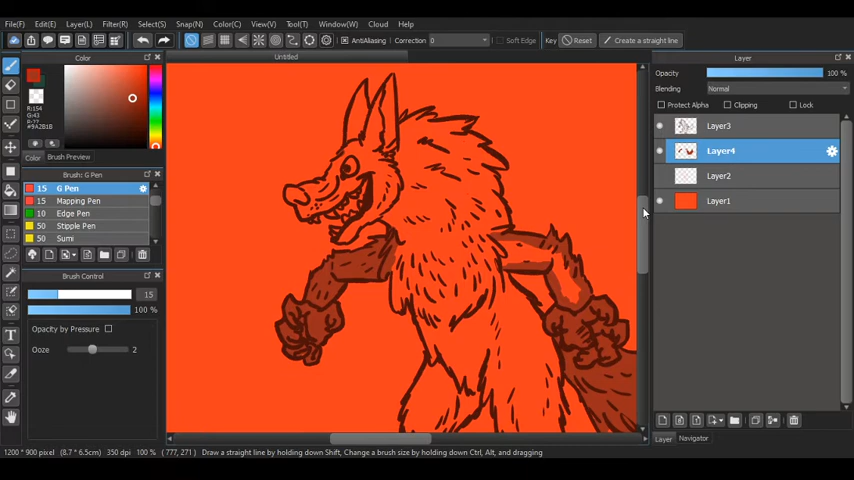 File(F) Edit(E) Layer(L) Filter(R) Select(S) Snap(N) Color(C) View(V) Tool(T) Window(W) Cloud Help
AntiAliasing Correction 0 Soft Edge Key Reset Create a straight line
Untitled
Color
R:154
G:43
#9A2B1
Color Brush Preview
Brush: G Pen
15 G Pen
15 Mapping Pen
10 Edge Pen
50 Stipple Pen
50 Sumi
Brush Control
15
100 %
Opacity by Pressure
Ooze 2
Layer
Opacity 100 %
Blending Normal
Protect Alpha Clipping Lock
Layer3
Layer4
Layer2
Layer1
Layer Navigator
1200 * 900 pixel (8.7 * 6.5cm) 350 dpi 100 % ( 777, 271 ) Draw a straight line by holding down Shift, Change a brush size by holding down Ctrl, Alt, and dragging